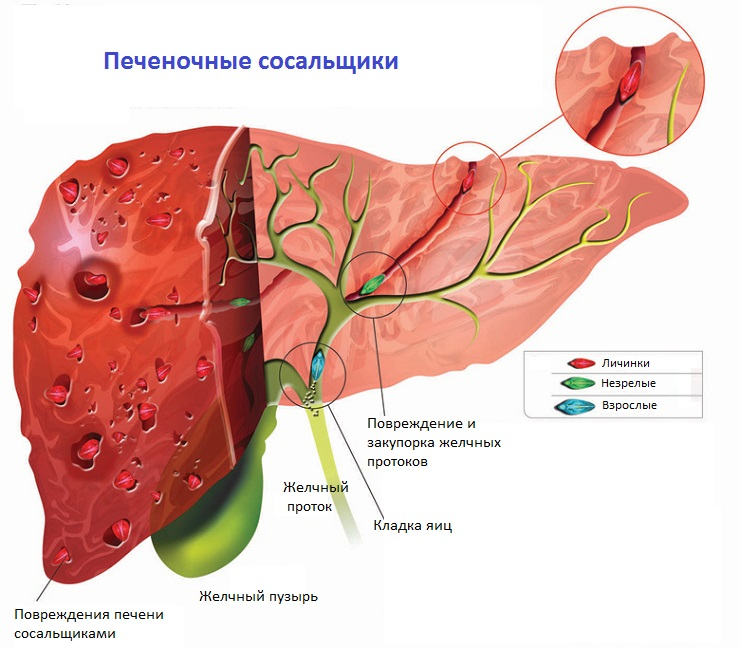 Печеночные сосальщики
Личинки
Незрелые
Взрослые
Повреждение и
закупорка желчных
протоков
Желчный
проток
Кладка яиц
Желчный пузырь
Повреждения печени
сосальщиками